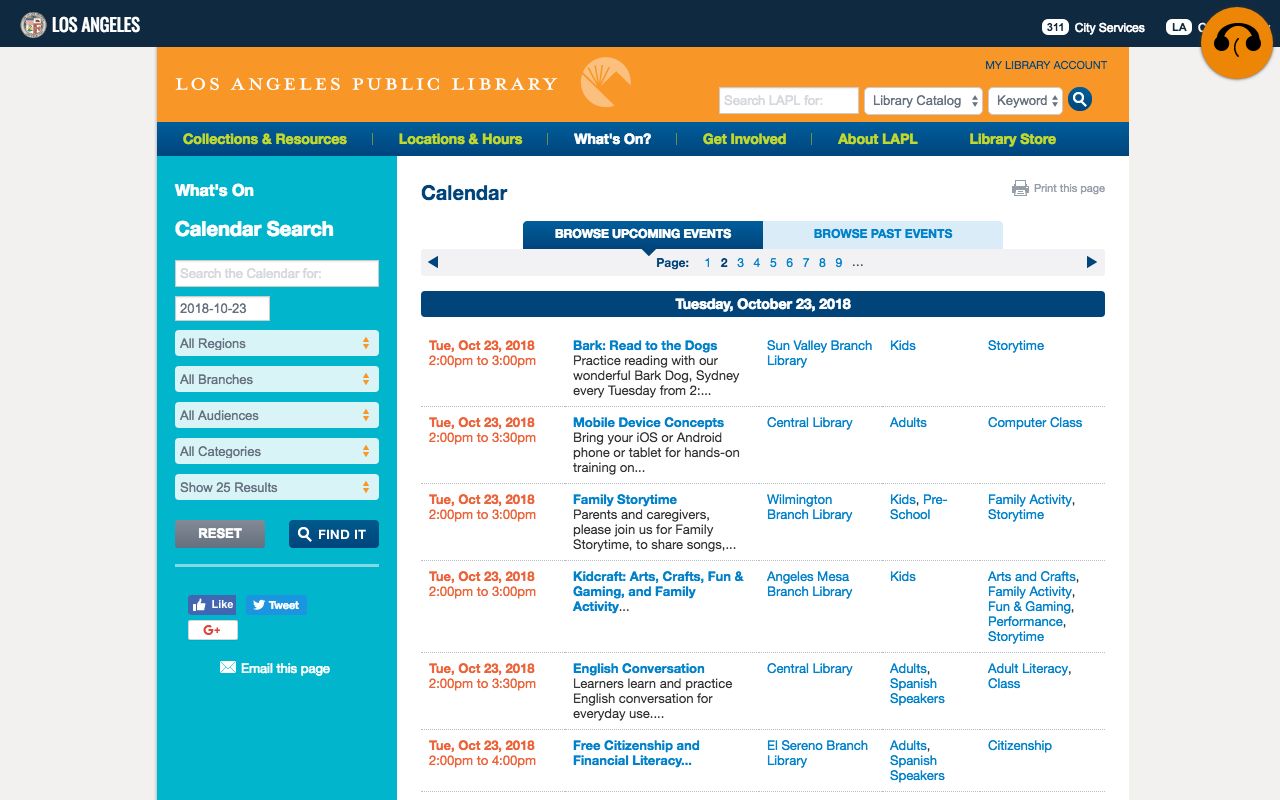 LOS ANGELES
311 City Services
LA
LOS ANGELES PUBLIC LIBRARY
MY LIBRARY ACCOUNT
Search LAPL for:
Library Catalog
Keyword
Collections & Resources
Locations & Hours
What's On?
Get Involved
About LAPL
Library Store
What's On
Calendar Search
Search the Calendar for:
2018-10-23
All Regions
All Branches
All Audiences
All Categories
Show 25 Results
RESET
FIND IT
Like
Tweet
G+
Email this page
Calendar
Print this page
BROWSE UPCOMING EVENTS
BROWSE PAST EVENTS
Page: 1 2 3 4 5 6 7 8 9 ...
Tuesday, October 23, 2018
Tue, Oct 23, 2018
2:00pm to 3:00pm
Bark: Read to the Dogs
Practice reading with our
wonderful Bark Dog, Sydney
every Tuesday from 2:...
Sun Valley Branch
Library
Kids
Storytime
Tue, Oct 23, 2018
2:00pm to 3:30pm
Mobile Device Concepts
Bring your iOS or Android
phone or tablet for hands-on
training on...
Central Library
Adults
Computer Class
Tue, Oct 23, 2018
2:00pm to 3:00pm
Family Storytime
Parents and caregivers,
please join us for Family
Storytime, to share songs,...
Wilmington
Branch Library
Kids, Pre-
School
Family Activity,
Storytime
Tue, Oct 23, 2018
2:00pm to 3:00pm
Kidcraft: Arts, Crafts, Fun &
Gaming, and Family
Activity...
Angeles Mesa
Branch Library
Kids
Arts and Crafts,
Family Activity,
Fun & Gaming,
Performance,
Storytime
Tue, Oct 23, 2018
2:00pm to 3:30pm
English Conversation
Learners learn and practice
English conversation for
everyday use....
Central Library
Adults,
Spanish
Speakers
Adult Literacy,
Class
Tue, Oct 23, 2018
2:00pm to 4:00pm
Free Citizenship and
Financial Literacy...
El Sereno Branch
Library
Adults,
Spanish
Speakers
Citizenship